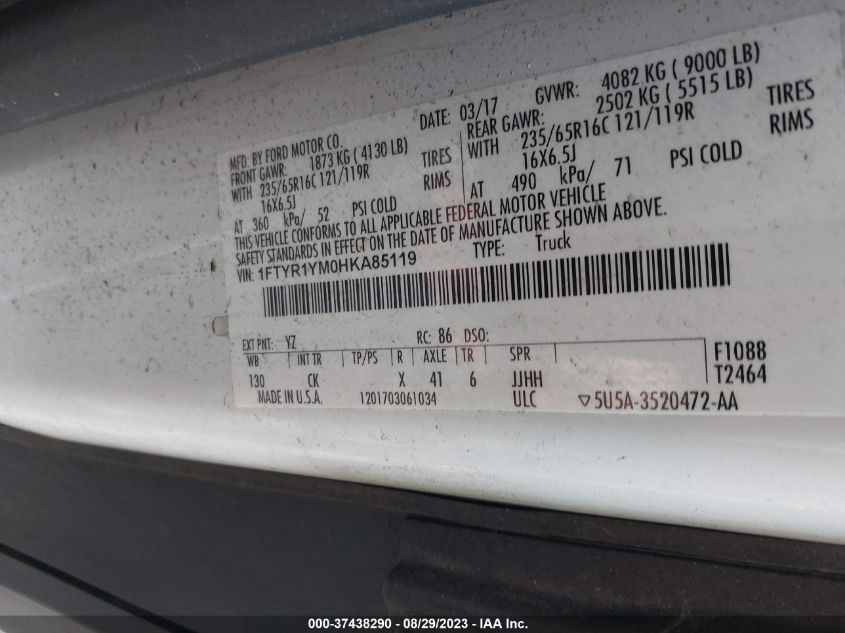 MFD. BY FORD MOTOR CO.
DATE: 03/17 GVWR: 4082 KG ( 9000 LB)
FRONT GAWR: 1873 KG ( 4130 LB)
REAR GAWR: 2502 KG ( 5515 LB)
WITH 235/65R16C 121/119R TIRES
WITH 235/65R16C 121/119R TIRES
16X6.5J RIMS
16X6.5J RIMS
AT 360 kPa/ 52 PSI COLD
AT 490 kPa/ 71 PSI COLD
THIS VEHICLE CONFORMS TO ALL APPLICABLE FEDERAL MOTOR VEHICLE
SAFETY STANDARDS IN EFFECT ON THE DATE OF MANUFACTURE SHOWN ABOVE.
VIN: 1FTYR1YM0HKA85119 TYPE: Truck
EXT PNT: YZ RC: 86 DSO:
WB INT TR TP/PS R AXLE TR SPR
130 CK X 41 6 JJHH
F1088
T2464
MADE IN U.S.A. 1201703061034 ULC ▽5U5A-3520472-AA
000-37438290 - 08/29/2023 - IAA Inc.